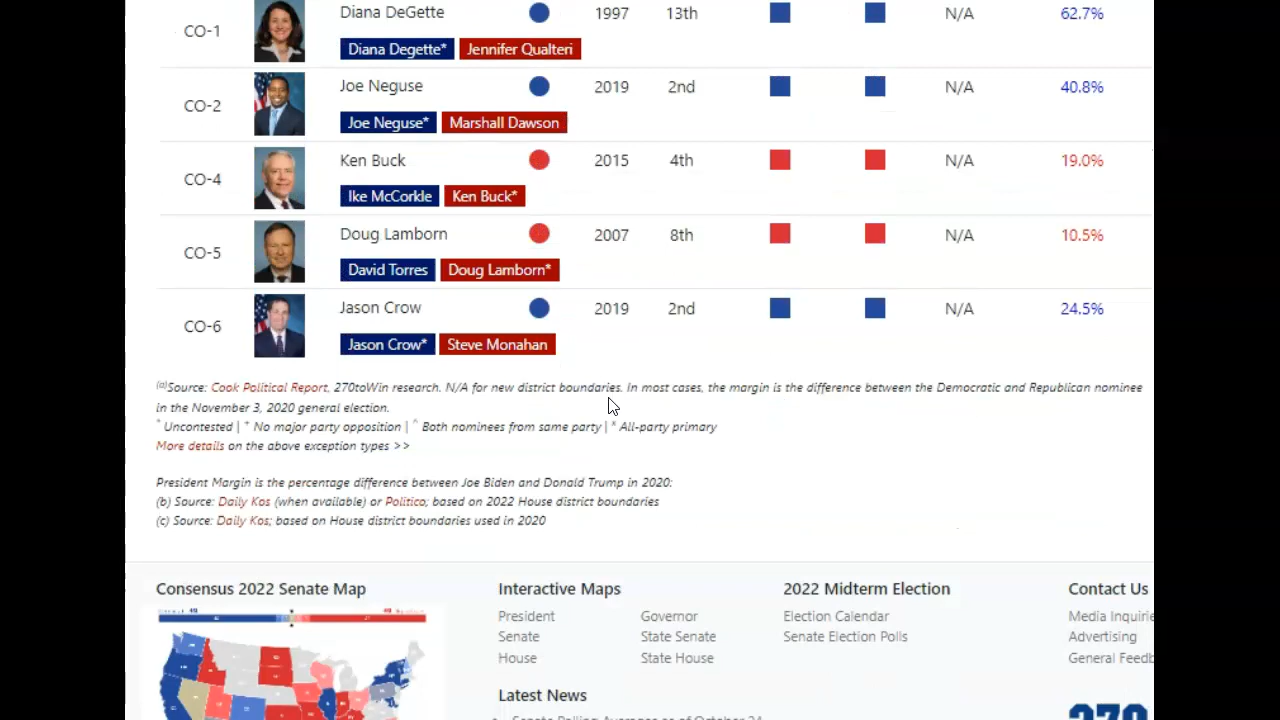 CO-1 Diana DeGette 1997 13th N/A 62.7%
Diana Degette* Jennifer Qualteri
CO-2 Joe Neguse 2019 2nd N/A 40.8%
Joe Neguse* Marshall Dawson
CO-4 Ken Buck 2015 4th N/A 19.0%
Ike McCorkle Ken Buck*
CO-5 Doug Lamborn 2007 8th N/A 10.5%
David Torres Doug Lamborn*
CO-6 Jason Crow 2019 2nd N/A 24.5%
Jason Crow* Steve Monahan
(a)Source: Cook Political Report, 270toWin research. N/A for new district boundaries. In most cases, the margin is the difference between the Democratic and Republican nominee
in the November 3, 2020 general election.
* Uncontested | + No major party opposition | ^ Both nominees from same party | * All-party primary
More details on the above exception types >>
President Margin is the percentage difference between Joe Biden and Donald Trump in 2020:
(b) Source: Daily Kos (when available) or Politico; based on 2022 House district boundaries
(c) Source: Daily Kos; based on House district boundaries used in 2020
Consensus 2022 Senate Map Interactive Maps 2022 Midterm Election Contact Us
President Governor Election Calendar Media Inquirie
Senate State Senate Senate Election Polls Advertising
House State House General Feedb
Latest News
Senate Polling Averages as of October 24
270